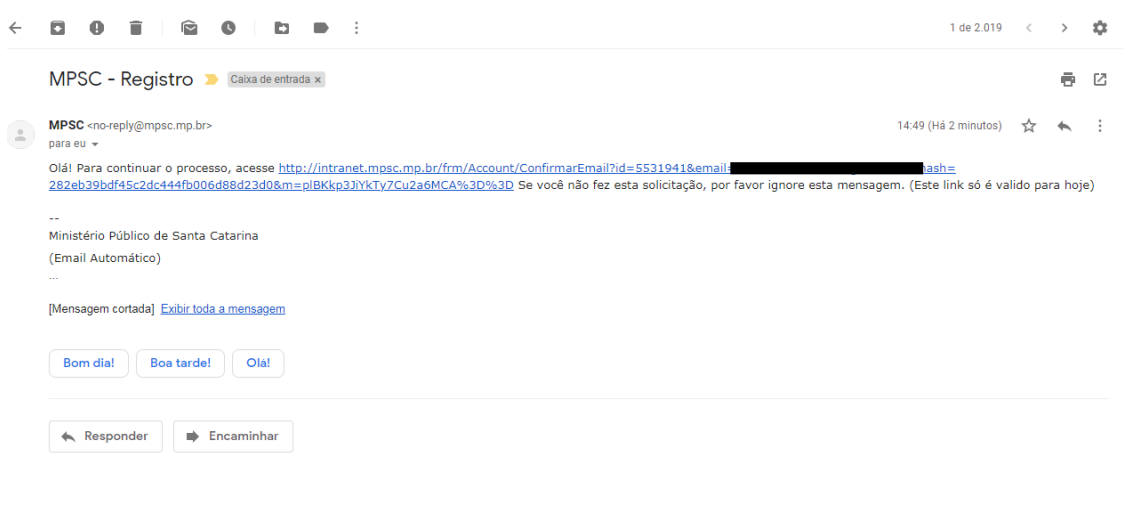 1 de 2.019
MPSC - Registro Caixa de entrada x
MPSC <no-reply@mpsc.mp.br> 14:49 (Há 2 minutos)
para eu
Olá! Para continuar o processo, acesse http://intranet.mpsc.mp.br/frm/Account/ConfirmarEmail?id=5531941&email= hash=
282eb39bdf45c2dc444fb006d88d23d0&m=plBKkp3JiYkTy7Cu2a6MCA%3D%3D Se você não fez esta solicitação, por favor ignore esta mensagem. (Este link só é valido para hoje)
--
Ministério Público de Santa Catarina
(Email Automático)
...
[Mensagem cortada] Exibir toda a mensagem
Bom dia! Boa tarde! Olá!
Responder Encaminhar